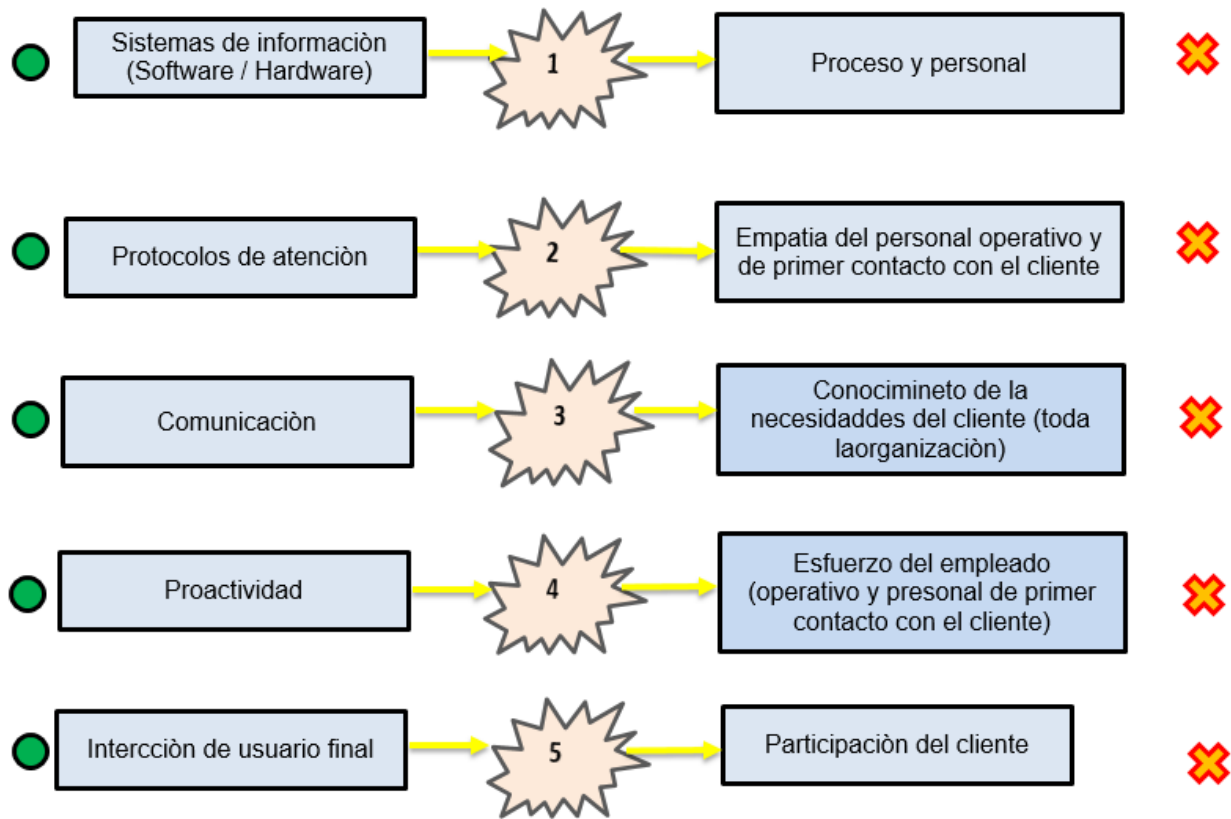 Sistemas de informaciòn
(Software / Hardware)
1
Proceso y personal
Protocolos de atenciòn
2
Empatia del personal operativo y
de primer contacto con el cliente
Comunicaciòn
3
Conocimineto de la
necesidaddes del cliente (toda
laorganizaciòn)
Proactividad
4
Esfuerzo del empleado
(operativo y presonal de primer
contacto con el cliente)
Intercciòn de usuario final
5
Participaciòn del cliente